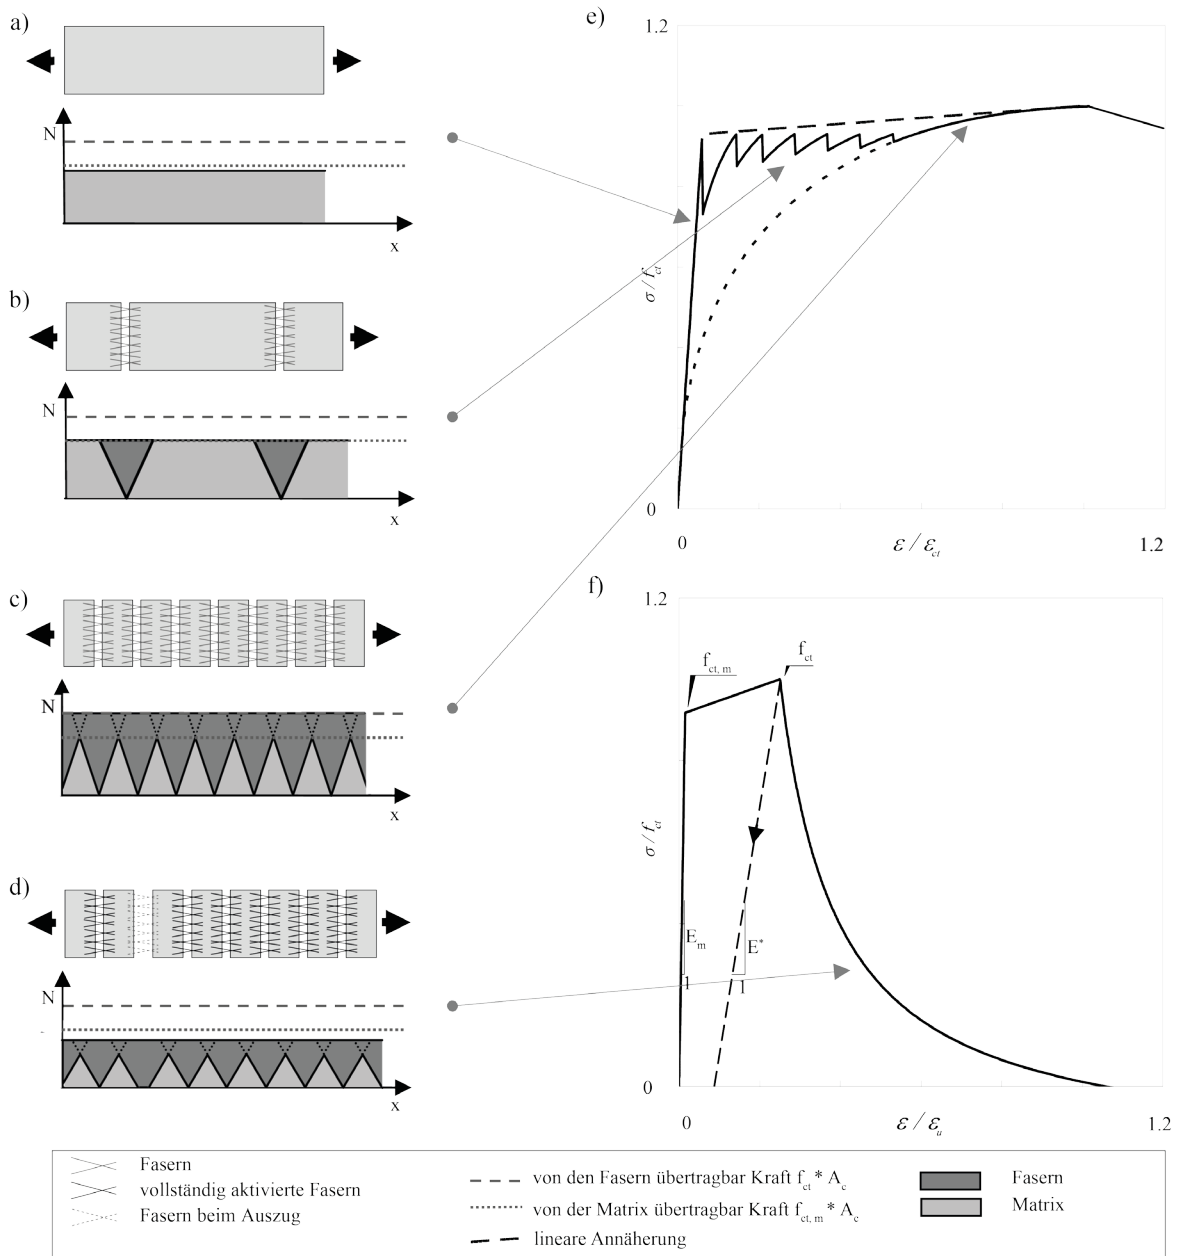 a)
N
x
b)
N
x
c)
N
d)
N
x
e)
1.2
σ/f_ct
0
0
ε/ε_ct
1.2
f)
1.2
f_ct, m
f_ct
σ/f_ct
E_m
1
E*
1
0
0
ε/ε_u
1.2
Fasern
vollständig aktivierte Fasern
Fasern beim Auszug
von den Fasern übertragbar Kraft f_ct * A_c
von der Matrix übertragbar Kraft f_ct, m * A_c
lineare Annäherung
Fasern
Matrix